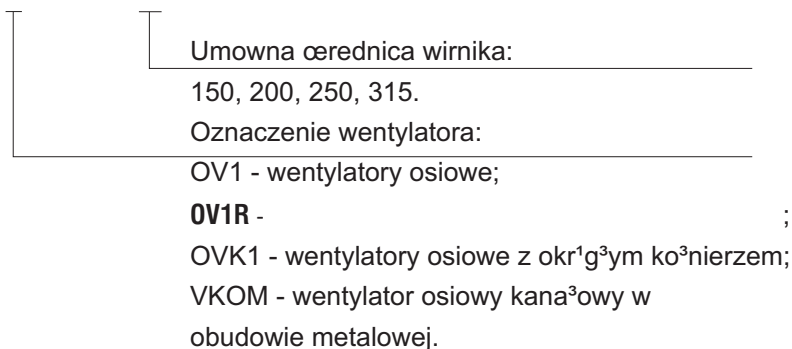 Umowna œrednica wirnika:
150, 200, 250, 315.
Oznaczenie wentylatora:
OV1 - wentylatory osiowe;
OV1R - ;
OVK1 - wentylatory osiowe z okr¹g³ym ko³nierzem;
VKOM - wentylator osiowy kana³owy w
obudowie metalowej.